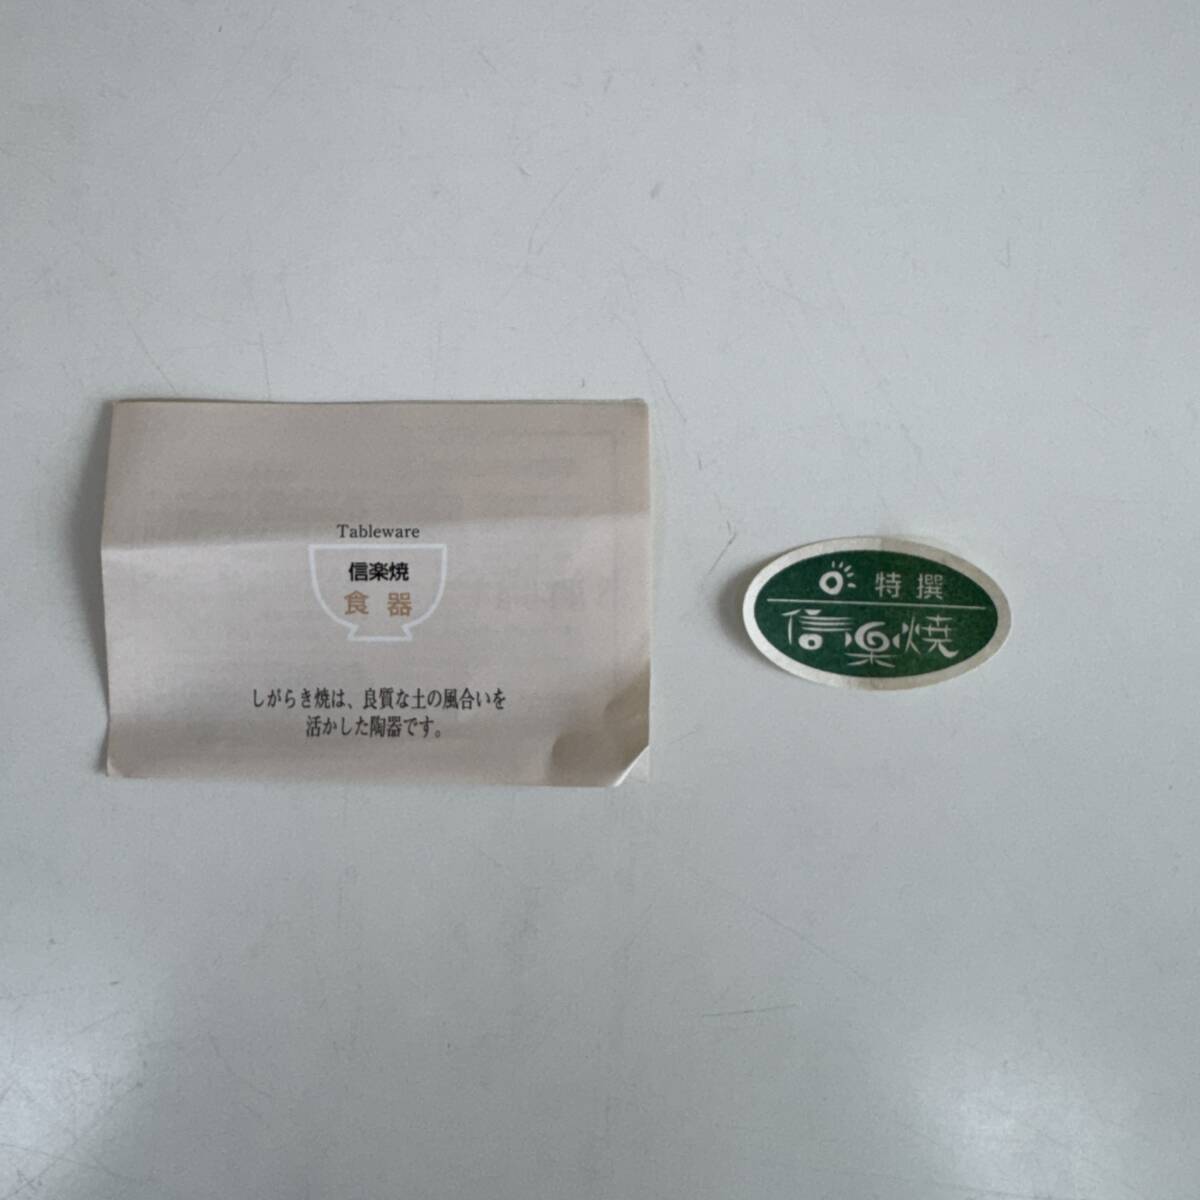 Tableware
信楽焼
食器
しがらき焼は、良質な土の風合いを
活かした陶器です。
特撰
信楽焼